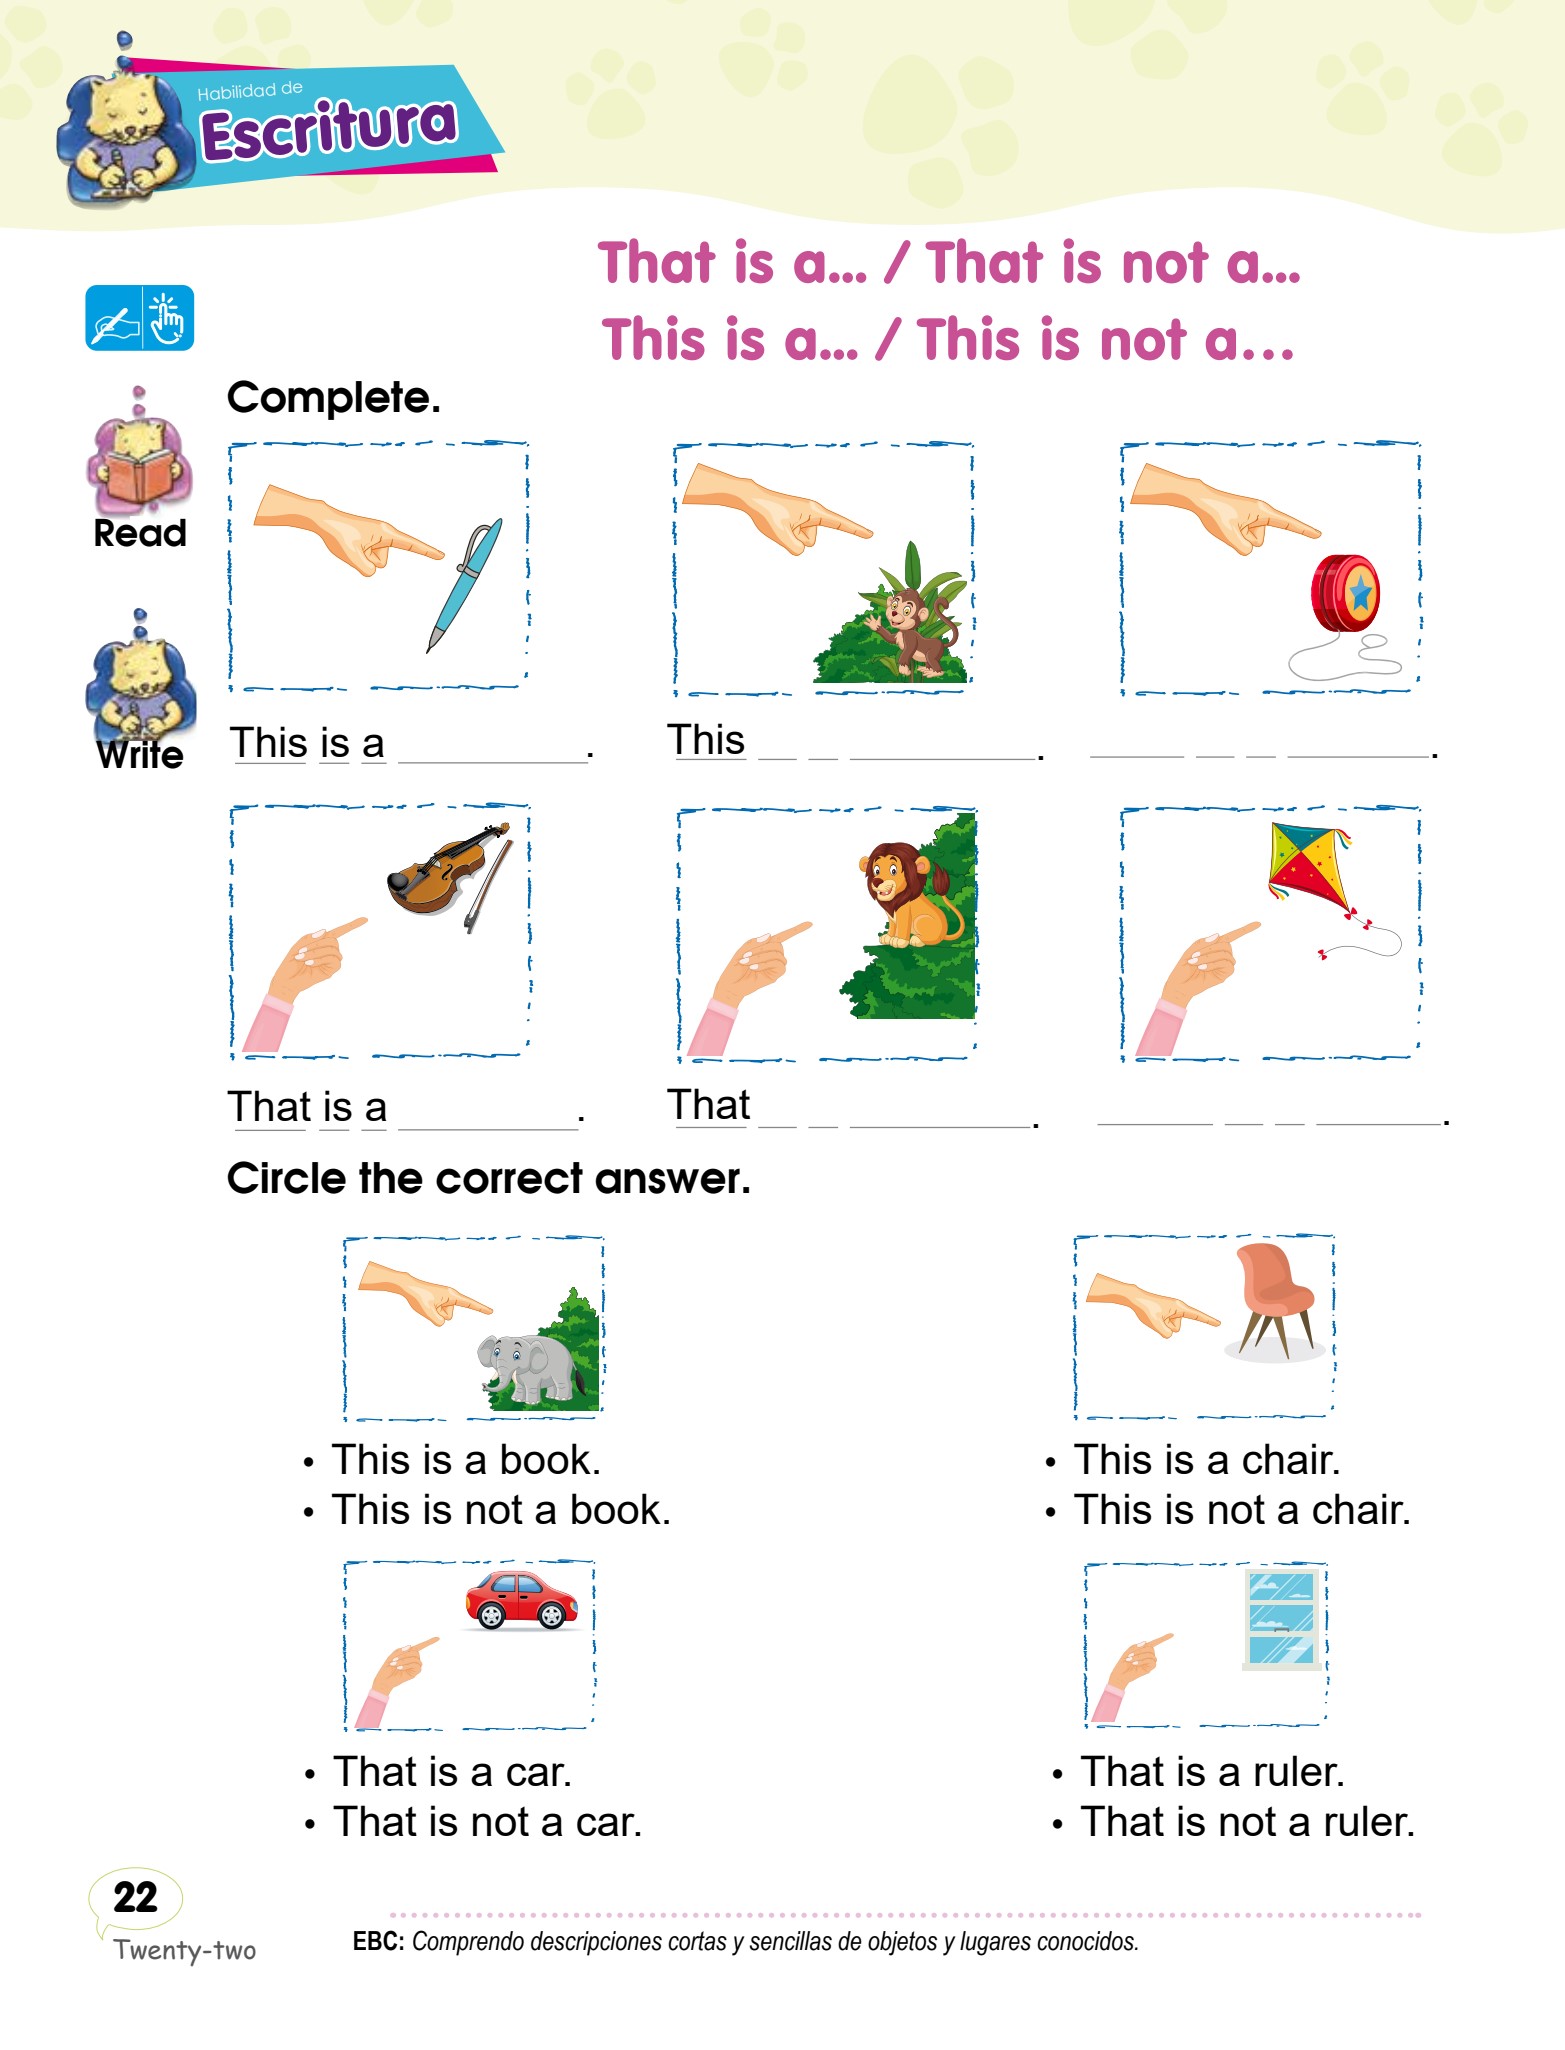 Habilidad de
Escritura
That is a... / That is not a...
This is a... / This is not a...
Complete.
Read
Write
This is a ________.
This __ __ ________.
____ __ __ ________.
That is a ________.
That __ __ ________.
____ __ __ ________.
Circle the correct answer.
• This is a book.
• This is not a book.
• This is a chair.
• This is not a chair.
• That is a car.
• That is not a car.
• That is a ruler.
• That is not a ruler.
22
Twenty-two
EBC: Comprendo descripciones cortas y sencillas de objetos y lugares conocidos.